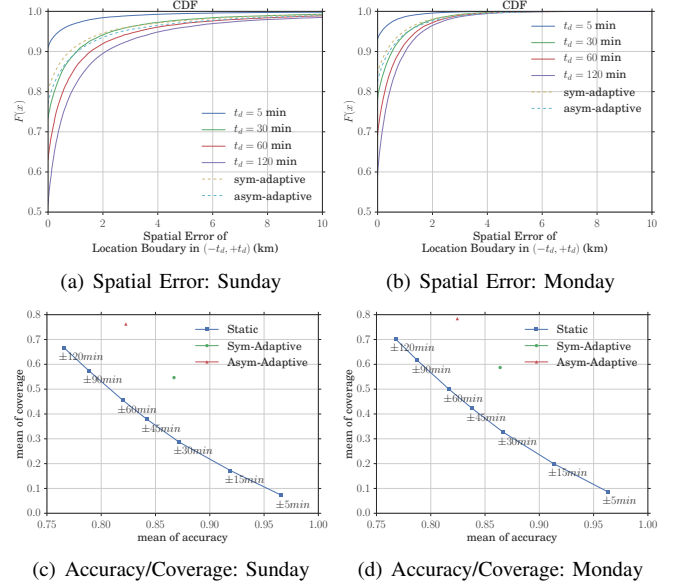 CDF
F(x)
1.0
0.9
0.8
0.7
0.6
0.5
t_d = 5 min
t_d = 30 min
t_d = 60 min
t_d = 120 min
sym-adaptive
asym-adaptive
0 2 4 6 8 10
Spatial Error of
Location Boudary in (−t_d, +t_d) (km)
(a) Spatial Error: Sunday
CDF
F(x)
1.0
0.9
0.8
0.7
0.6
0.5
t_d = 5 min
t_d = 30 min
t_d = 60 min
t_d = 120 min
sym-adaptive
asym-adaptive
0 2 4 6 8 10
Spatial Error of
Location Boudary in (−t_d, +t_d) (km)
(b) Spatial Error: Monday
mean of coverage
0.8
0.7
0.6
0.5
0.4
0.3
0.2
0.1
0.0
Static
Sym-Adaptive
Asym-Adaptive
±120min
±90min
±60min
±45min
±30min
±15min
±5min
0.75 0.80 0.85 0.90 0.95 1.00
mean of accuracy
(c) Accuracy/Coverage: Sunday
mean of coverage
0.8
0.7
0.6
0.5
0.4
0.3
0.2
0.1
0.0
Static
Sym-Adaptive
Asym-Adaptive
±120min
±90min
±60min
±45min
±30min
±15min
±5min
0.75 0.80 0.85 0.90 0.95 1.00
mean of accuracy
(d) Accuracy/Coverage: Monday